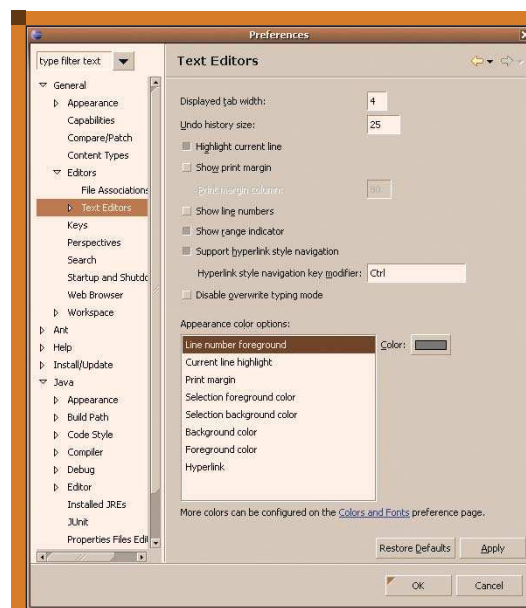 Preferences
type filter text
General
Appearance
Capabilities
Compare/Patch
Content Types
Editors
File Associations
Text Editors
Keys
Perspectives
Search
Startup and Shutdo
Web Browser
Workspace
Ant
Help
Install/Update
Java
Appearance
Build Path
Code Style
Compiler
Debug
Editor
Installed JREs
JUnit
Properties Files Edit
Text Editors
Displayed tab width: 4
Undo history size: 25
Highlight current line
Show print margin
Print margin column: 80
Show line numbers
Show range indicator
Support hyperlink style navigation
Hyperlink style navigation key modifier: Ctrl
Disable overwrite typing mode
Appearance color options:
Line number foreground
Current line highlight
Print margin
Selection foreground color
Selection background color
Background color
Foreground color
Hyperlink
Color:
More colors can be configured on the Colors and Fonts preference page.
Restore Defaults Apply
OK Cancel